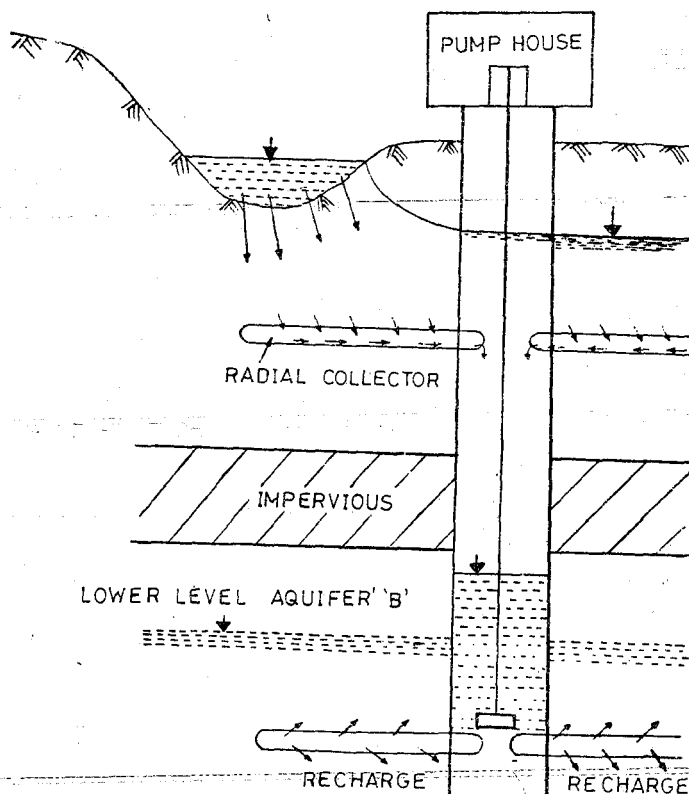 PUMP HOUSE
RADIAL COLLECTOR
IMPERVIOUS
LOWER LEVEL AQUIFER 'B'
RECHARGE
RECHARGE